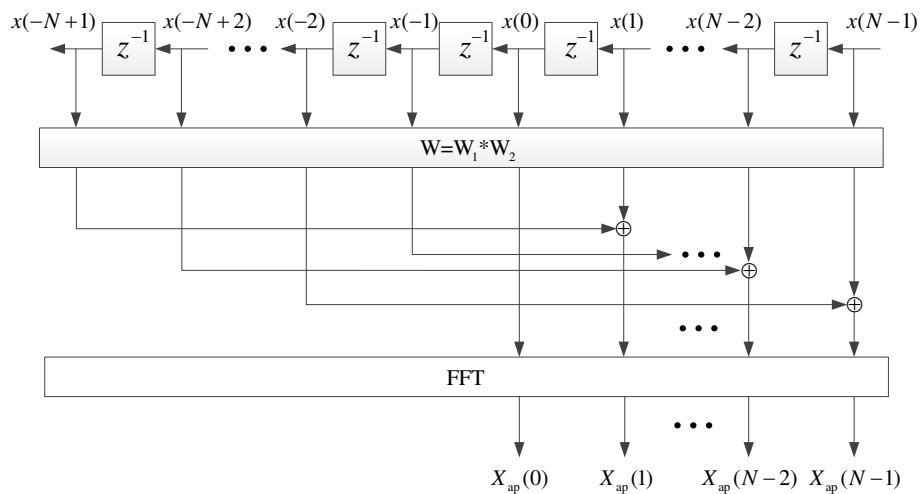 x(−N+1) x(−N+2) x(−2) x(−1) x(0) x(1) x(N−2) x(N−1)
z⁻¹ z⁻¹ z⁻¹ z⁻¹ z⁻¹
W=W₁*W₂
FFT
X_ap(0) X_ap(1) X_ap(N−2) X_ap(N−1)